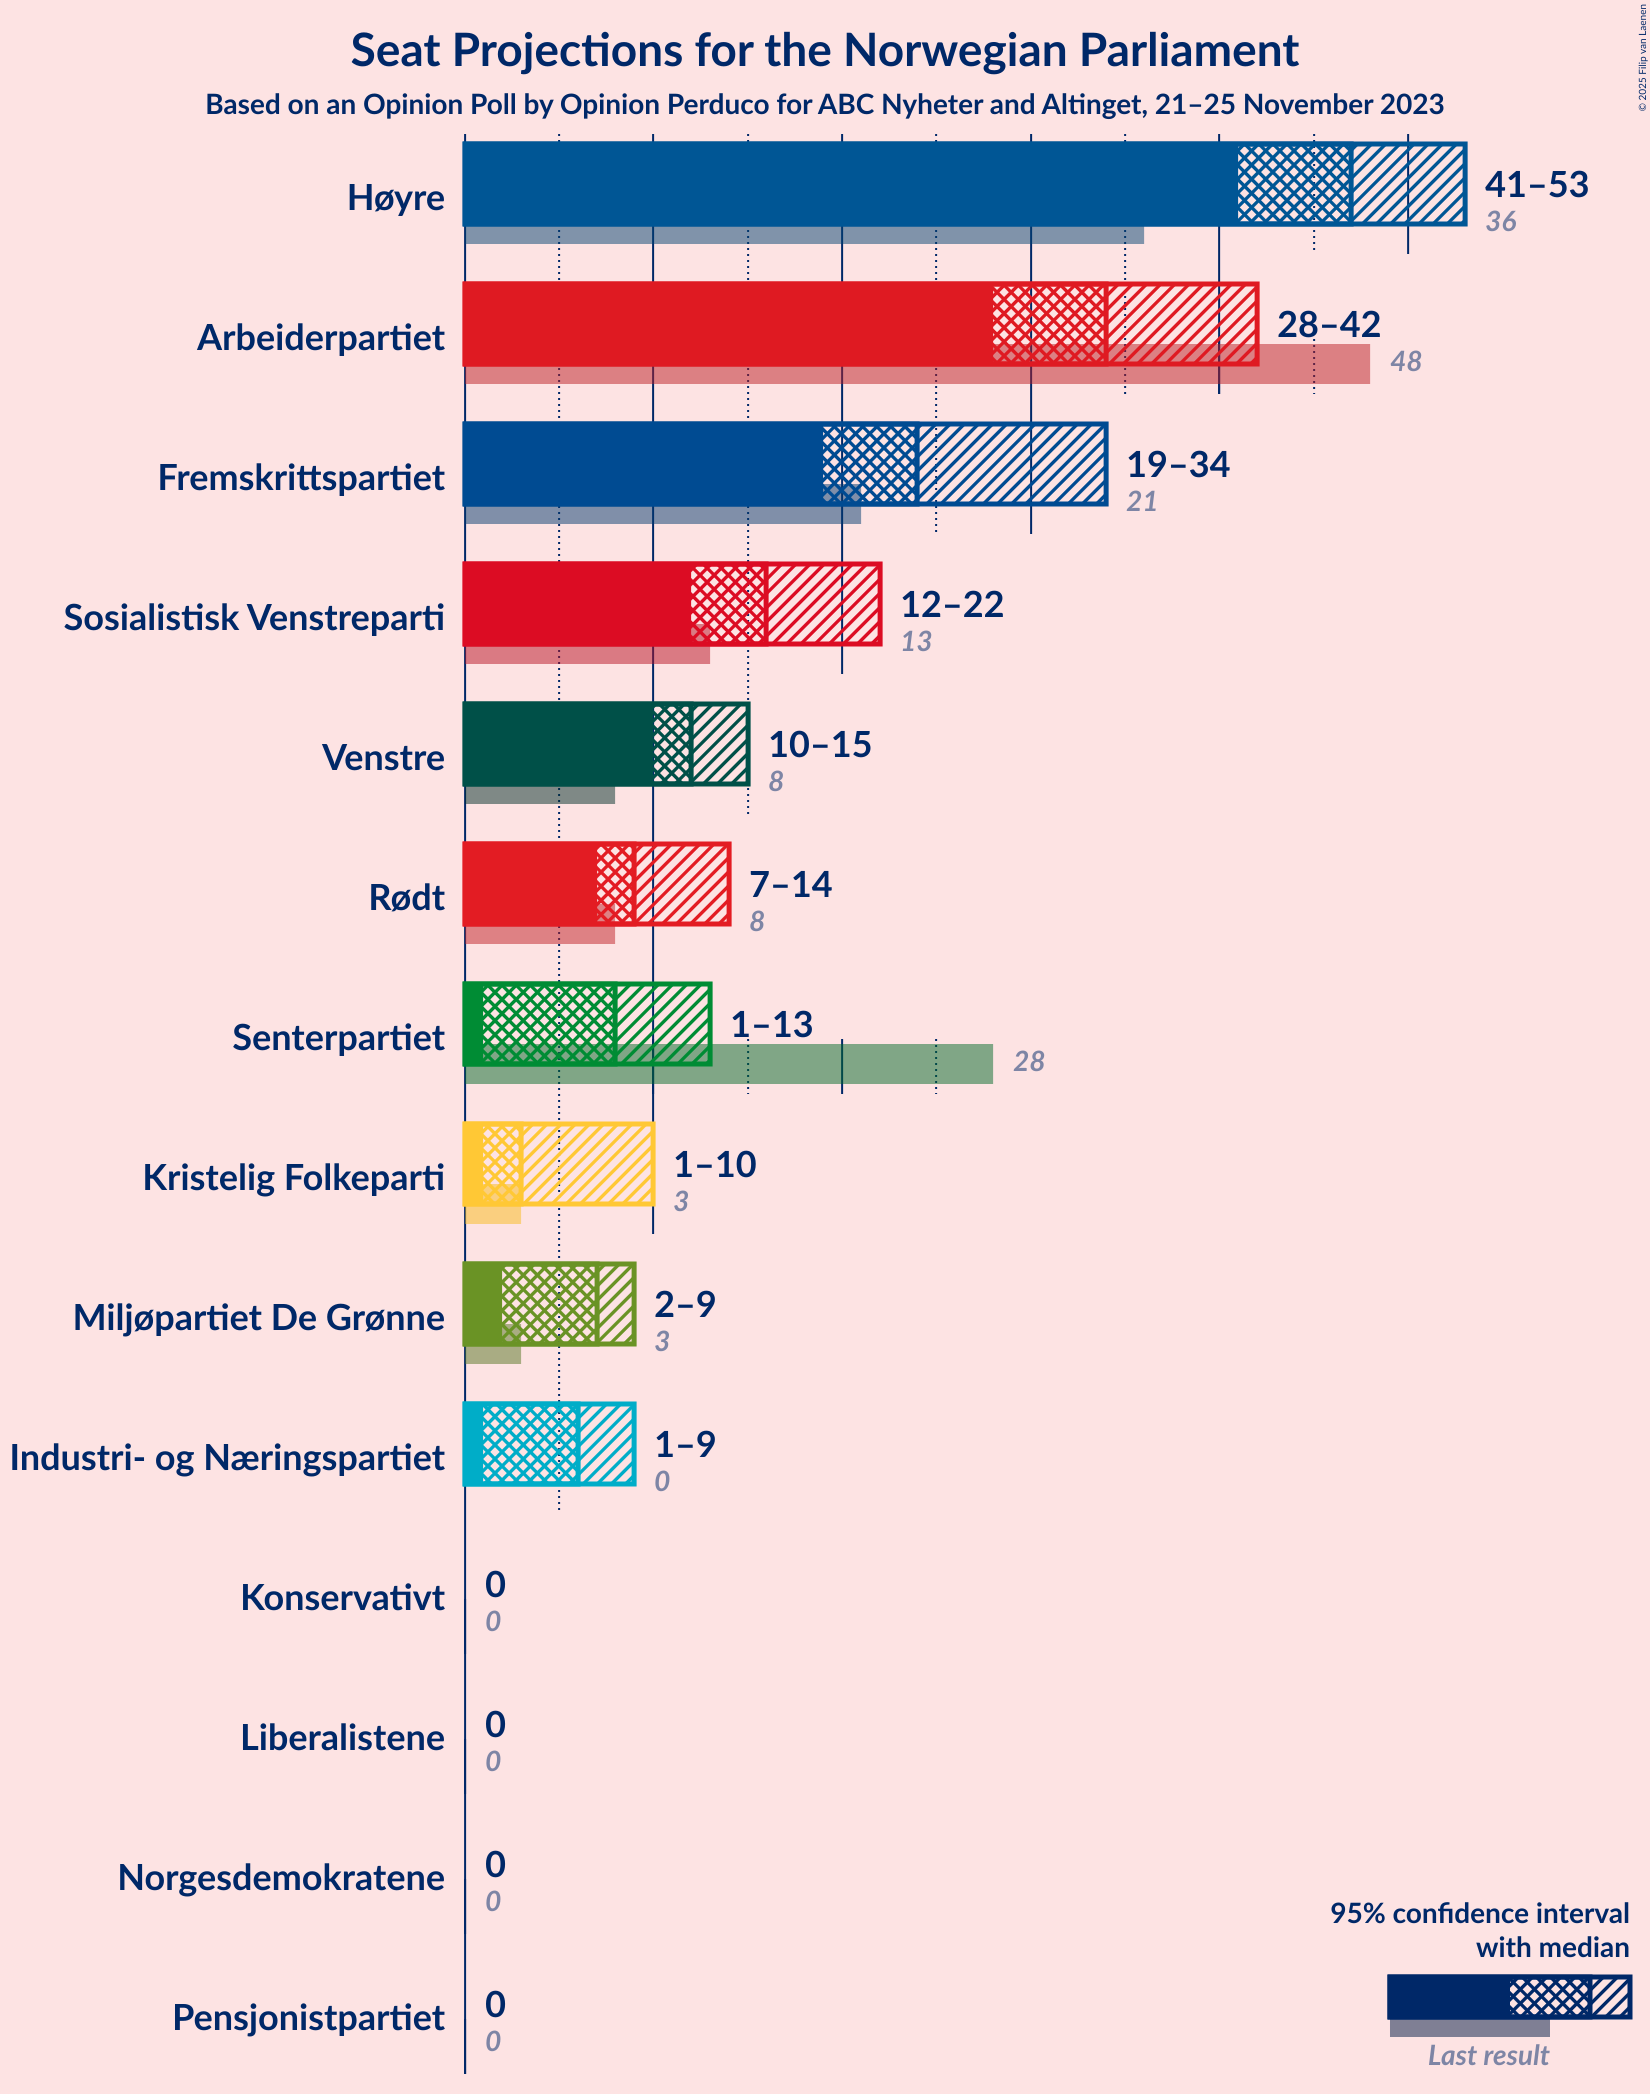 Seat Projections for the Norwegian Parliament
Based on an Opinion Poll by Opinion Perduco for ABC Nyheter and Altinget, 21–25 November 2023
© 2025 Filip van Laenen
Høyre
41–53
36
Arbeiderpartiet
28–42
48
Fremskrittspartiet
19–34
21
Sosialistisk Venstreparti
12–22
13
Venstre
10–15
8
Rødt
7–14
8
Senterpartiet
1–13
28
Kristelig Folkeparti
1–10
3
Miljøpartiet De Grønne
2–9
3
Industri- og Næringspartiet
1–9
0
Konservativt
0
0
Liberalistene
0
0
Norgesdemokratene
0
0
Pensjonistpartiet
0
0
95% confidence interval
with median
Last result